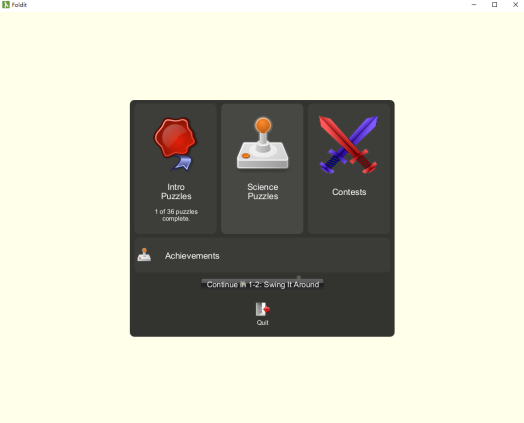 Foldit
Intro
Puzzles
1 of 36 puzzles
complete.
Science
Puzzles
Contests
Achievements
Continue in 1-2: Swing It Around
Quit